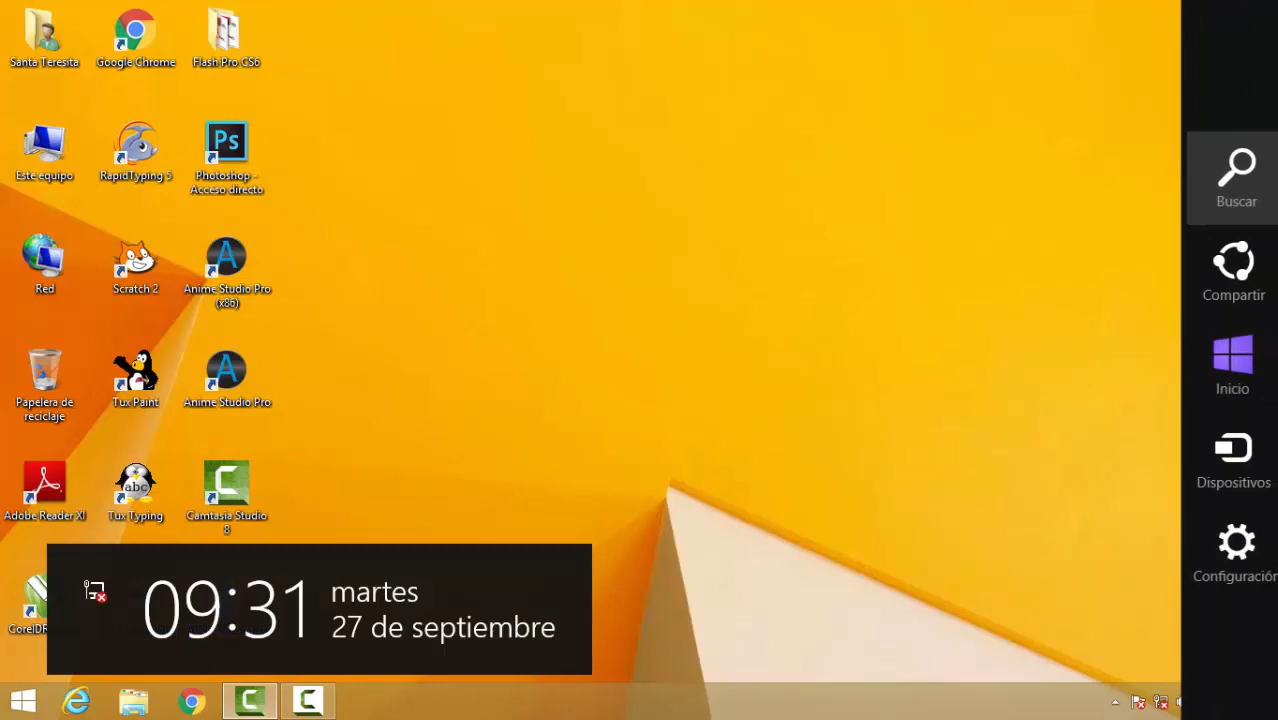 Santa Teresita
Google Chrome
Flash Pro CS6
Este equipo
RapidTyping 5
Ps
Photoshop -
Acceso directo
Red
Scratch 2
Anime Studio Pro
(x86)
Papelera de
reciclaje
Tux Paint
Anime Studio Pro
Adobe Reader XI
abc
Tux Typing
Camtasia Studio
8
CorelDR
09:31
martes
27 de septiembre
Buscar
Compartir
Inicio
Dispositivos
Configuración